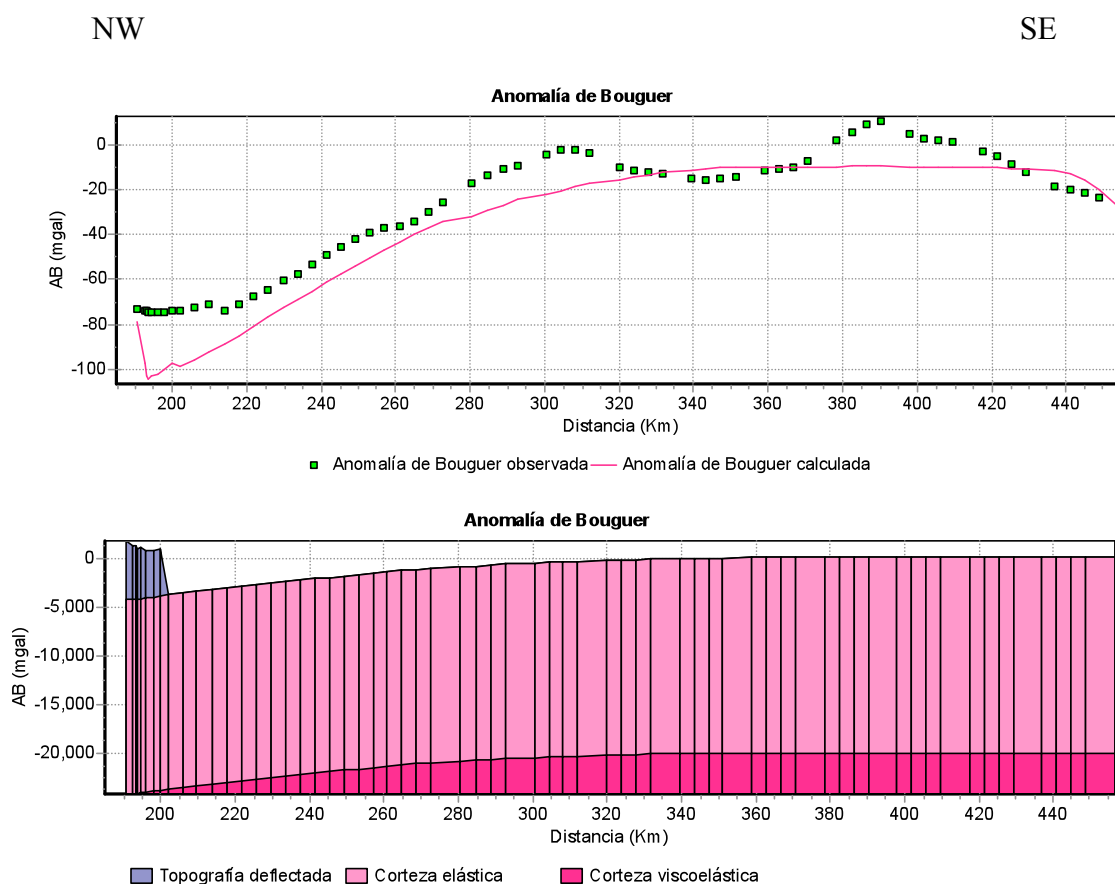 NW SE
Anomalía de Bouguer
0
-20
-40
-60
-80
-100
AB (mgal)
200 220 240 260 280 300 320 340 360 380 400 420 440
Distancia (Km)
Anomalía de Bouguer observada Anomalía de Bouguer calculada
Anomalía de Bouguer
0
-5,000
-10,000
-15,000
-20,000
AB (mgal)
200 220 240 260 280 300 320 340 360 380 400 420 440
Distancia (Km)
Topografía deflectada Corteza elástica Corteza viscoelástica